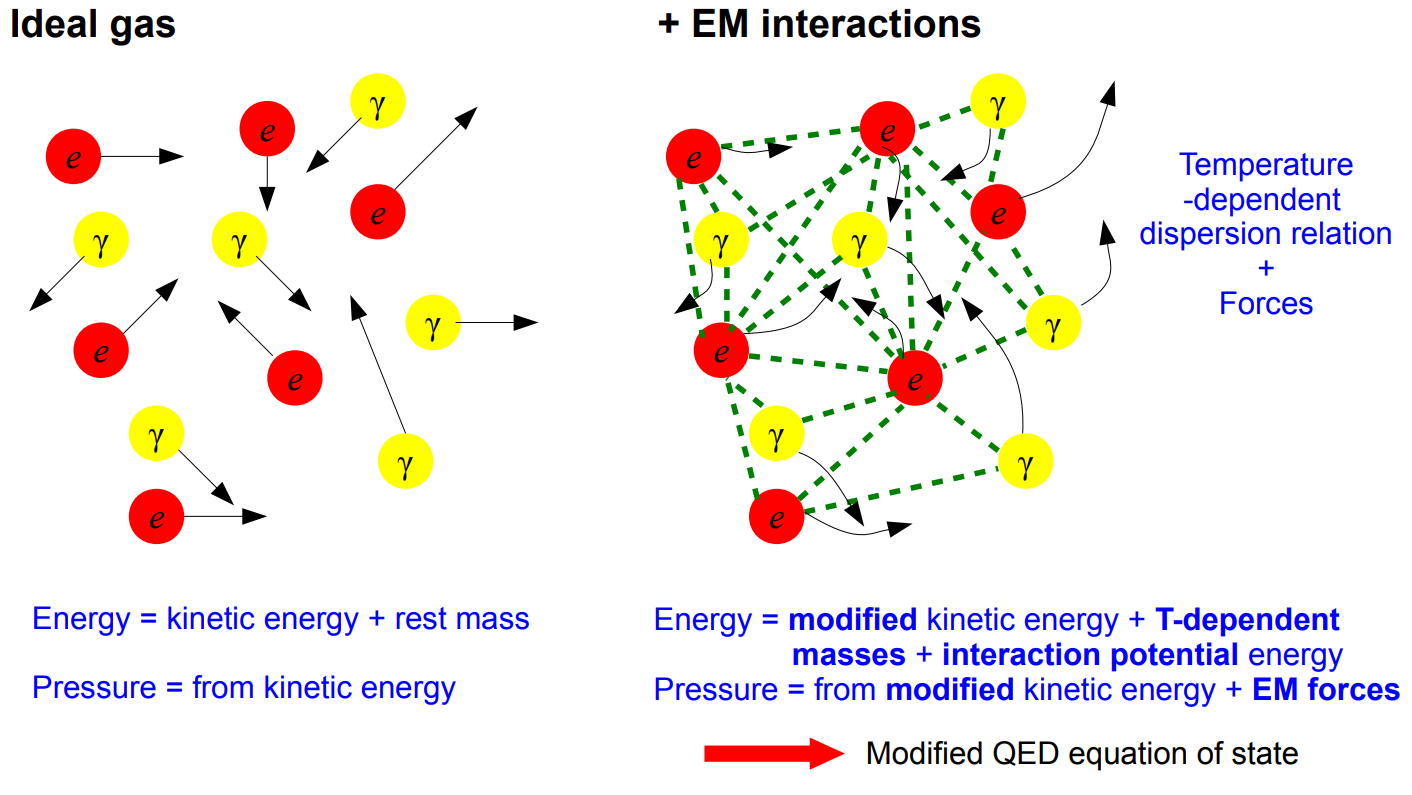 Ideal gas
+ EM interactions
γ
e
e
γ
e
γ
γ
e
γ
e
γ
γ
e
γ
e
e
e
γ
γ
e
γ
e
γ
γ
e
Temperature
-dependent
dispersion relation
+
Forces
Energy = kinetic energy + rest mass
Pressure = from kinetic energy
Energy = modified kinetic energy + T-dependent
masses + interaction potential energy
Pressure = from modified kinetic energy + EM forces
Modified QED equation of state